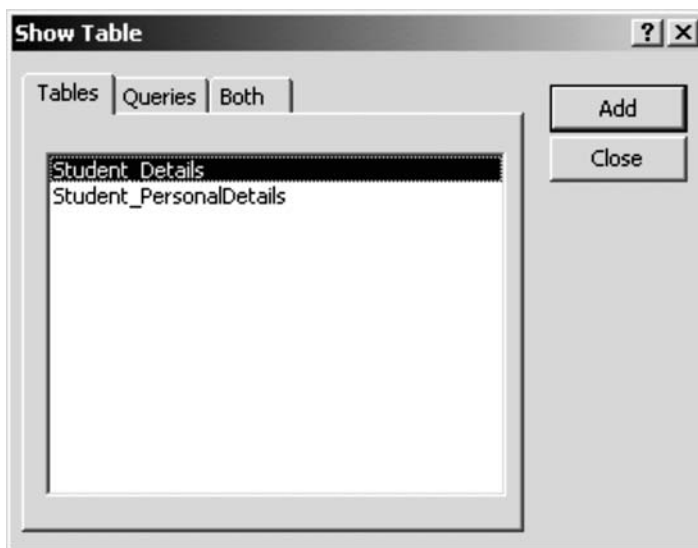 Show Table
Tables Queries Both
Add
Close
Student_Details
Student_PersonalDetails